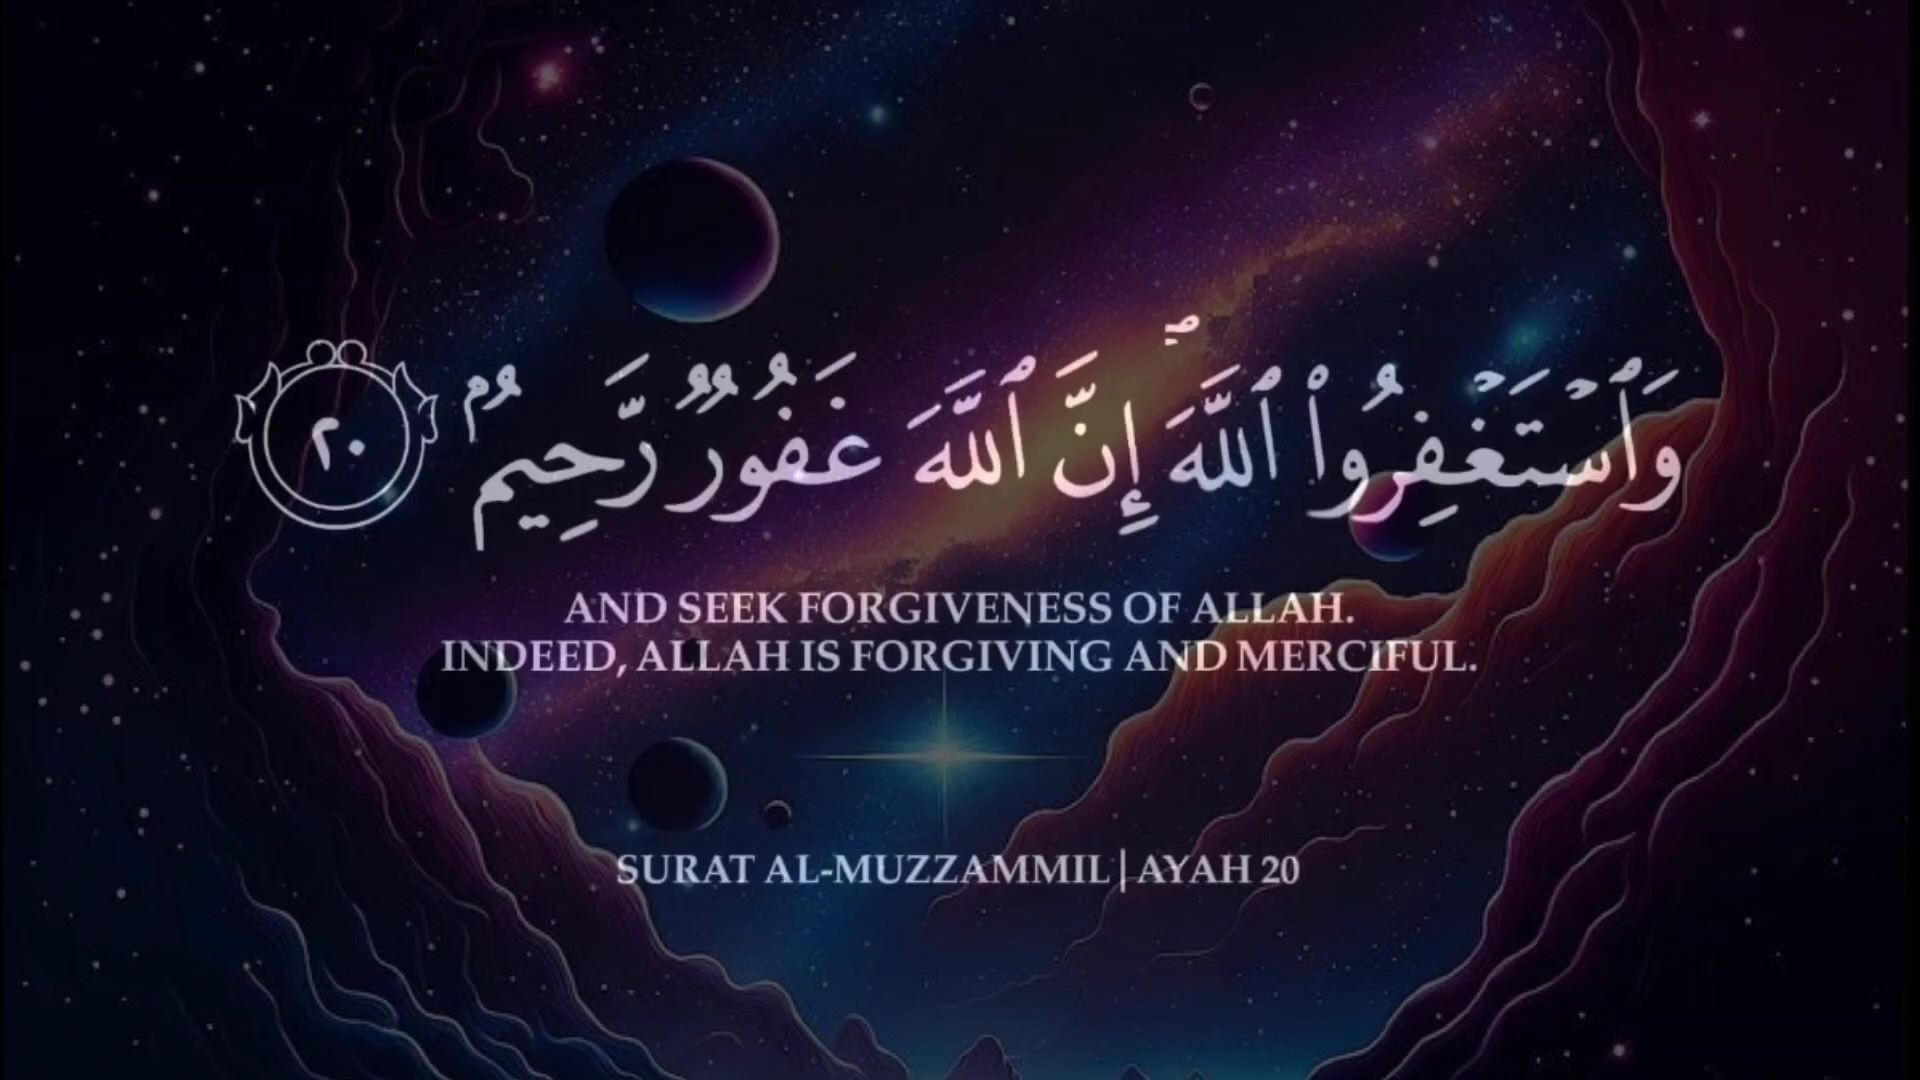 وَٱسۡتَغۡفِرُواْ ٱللَّهَۖ إِنَّ ٱللَّهَ غَفُورٞ رَّحِيمُۢ ٢٠
AND SEEK FORGIVENESS OF ALLAH.
INDEED, ALLAH IS FORGIVING AND MERCIFUL.
SURAT AL-MUZZAMMIL | AYAH 20